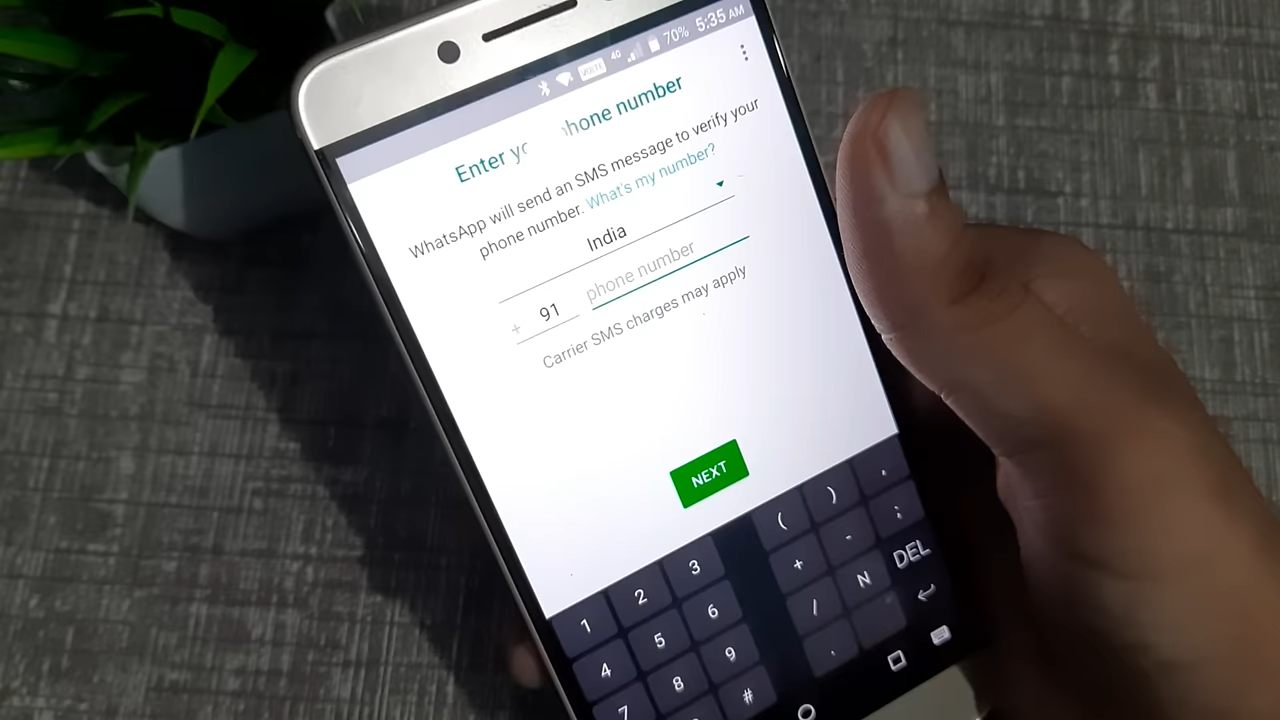 VOLTE 4G 70% 5:35 AM
Enter yo hone number
WhatsApp will send an SMS message to verify your
phone number. What's my number?
India
+ 91 phone number
Carrier SMS charges may apply
NEXT
1 2 3 ( ) ,
4 5 6 + - ;
7 8 9 / N DEL
# .